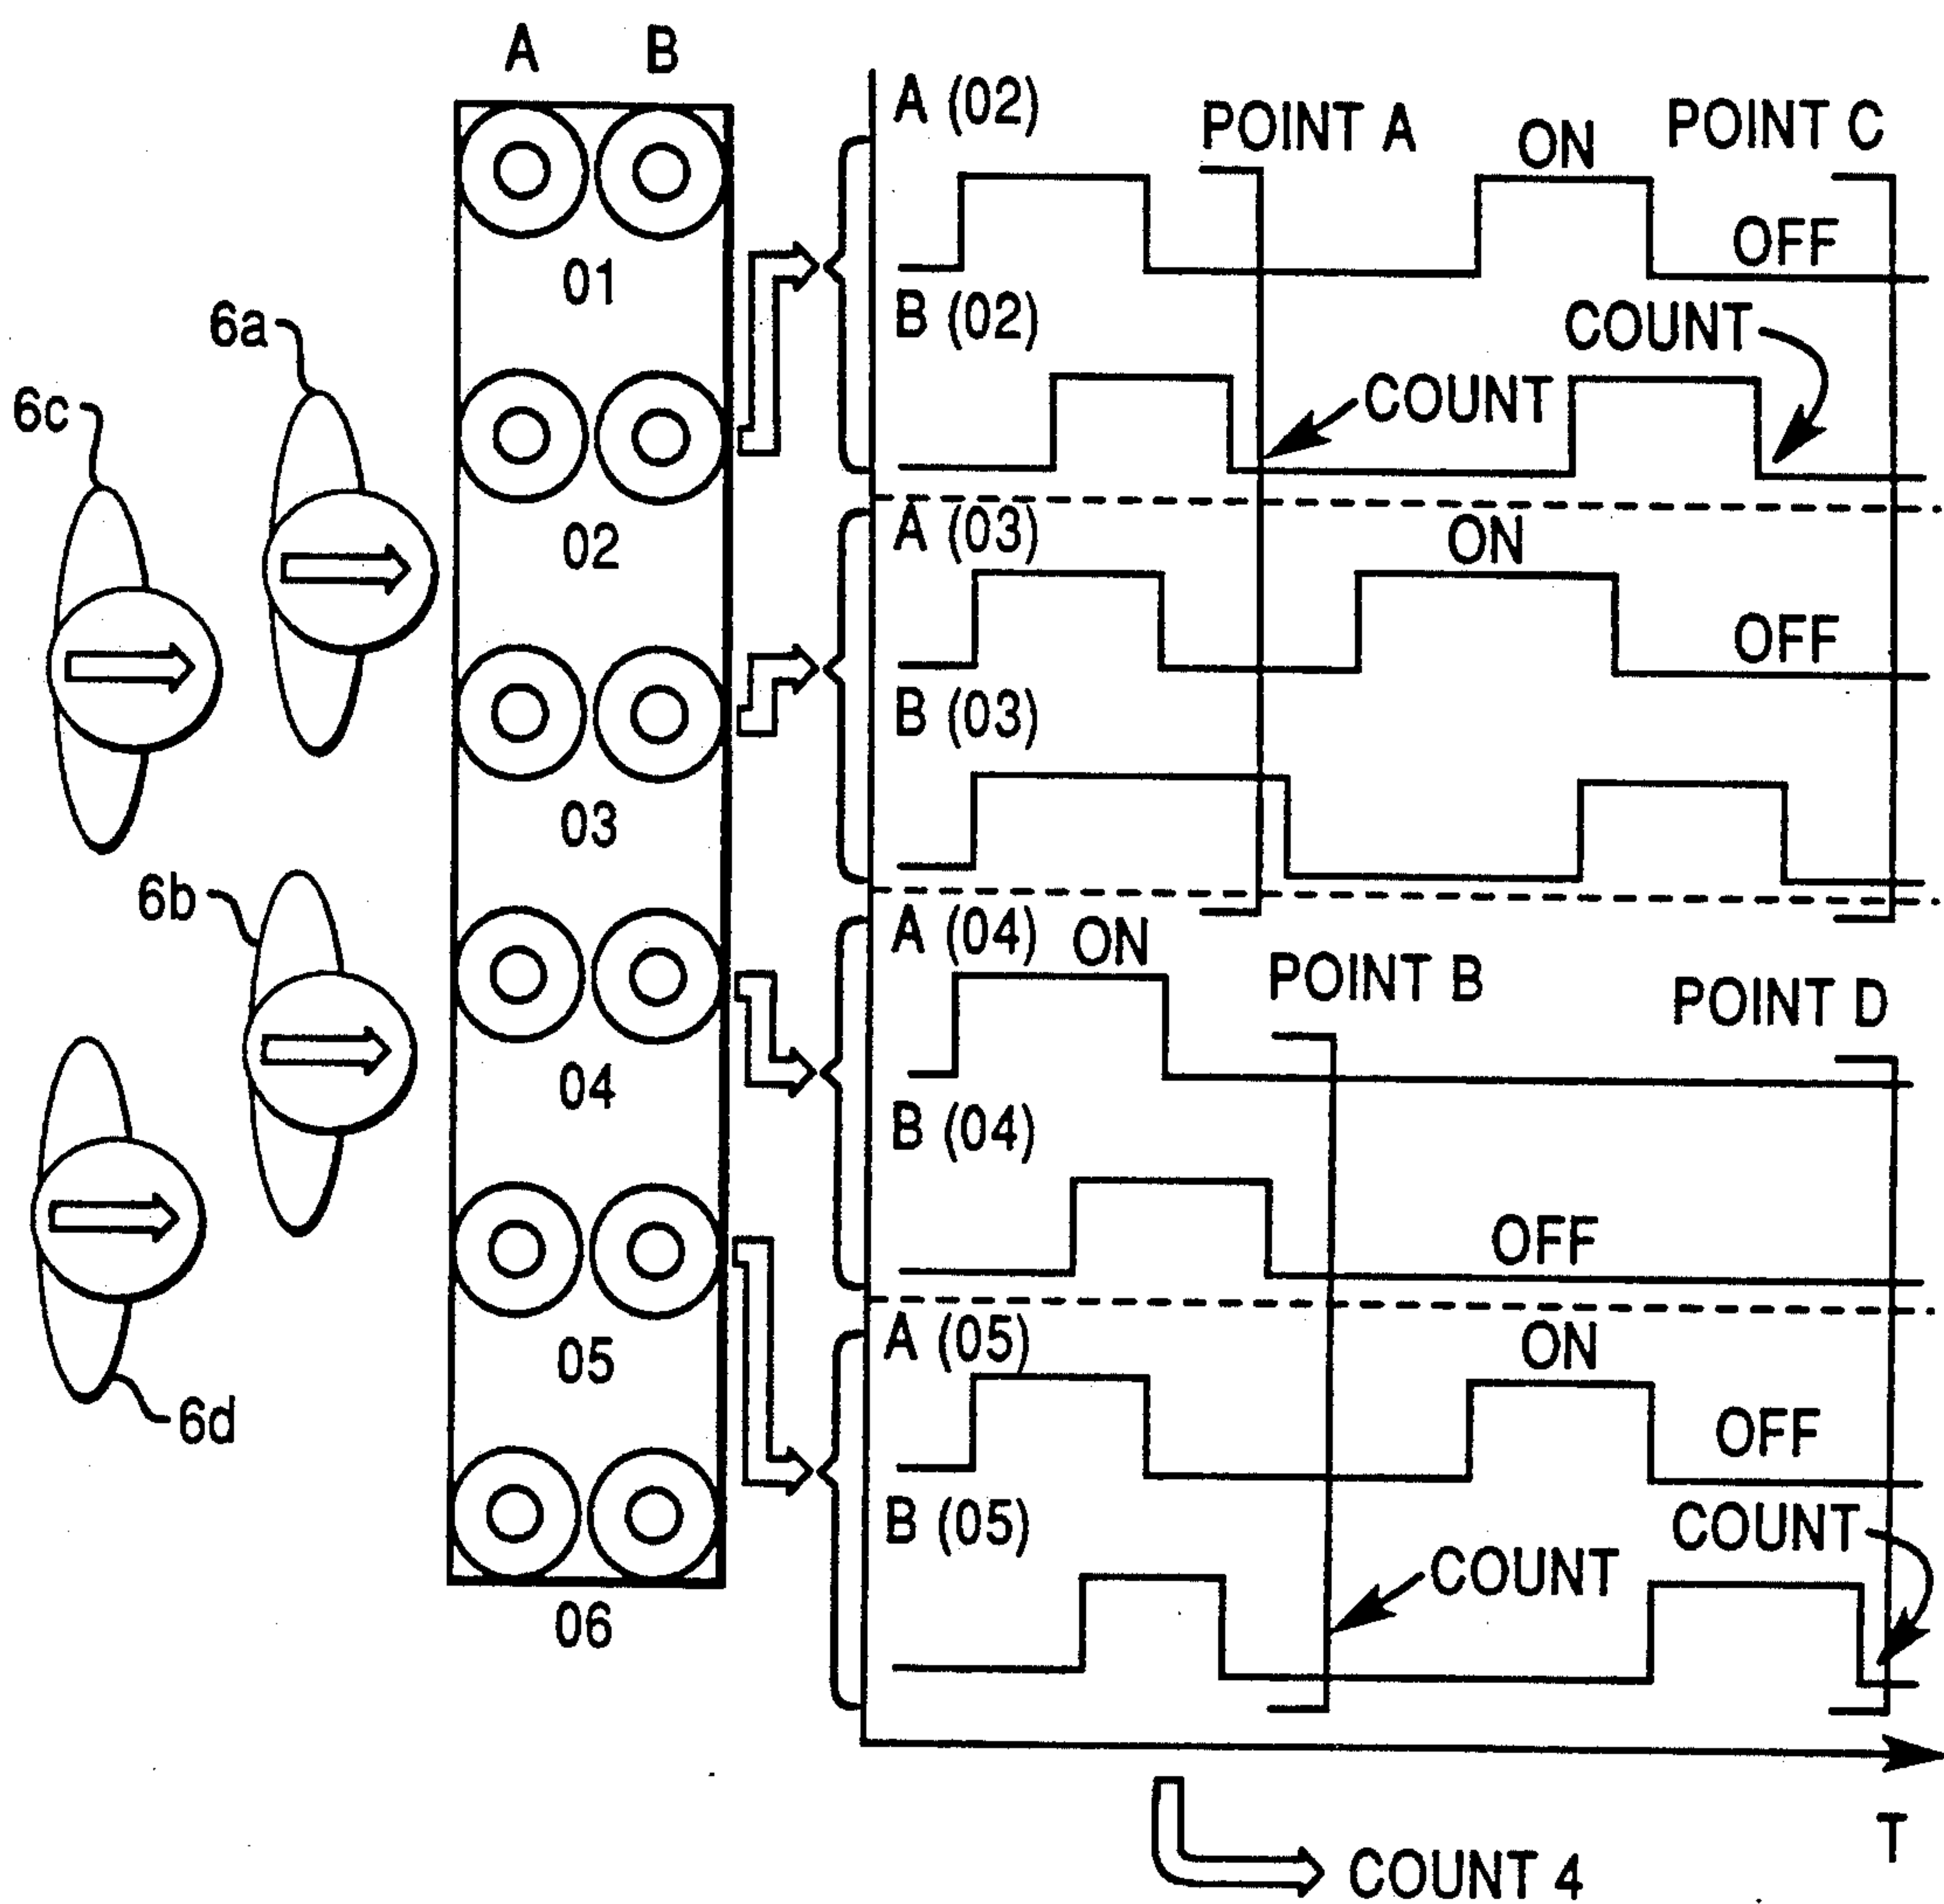 A B
01
02
03
04
05
06
6a
6c
6b
6d
A (02)
POINT A
ON
POINT C
OFF
B (02)
COUNT
COUNT
A (03)
ON
OFF
B (03)
A (04)
ON
POINT B
POINT D
B (04)
OFF
A (05)
ON
OFF
B (05)
COUNT
COUNT
T
COUNT 4